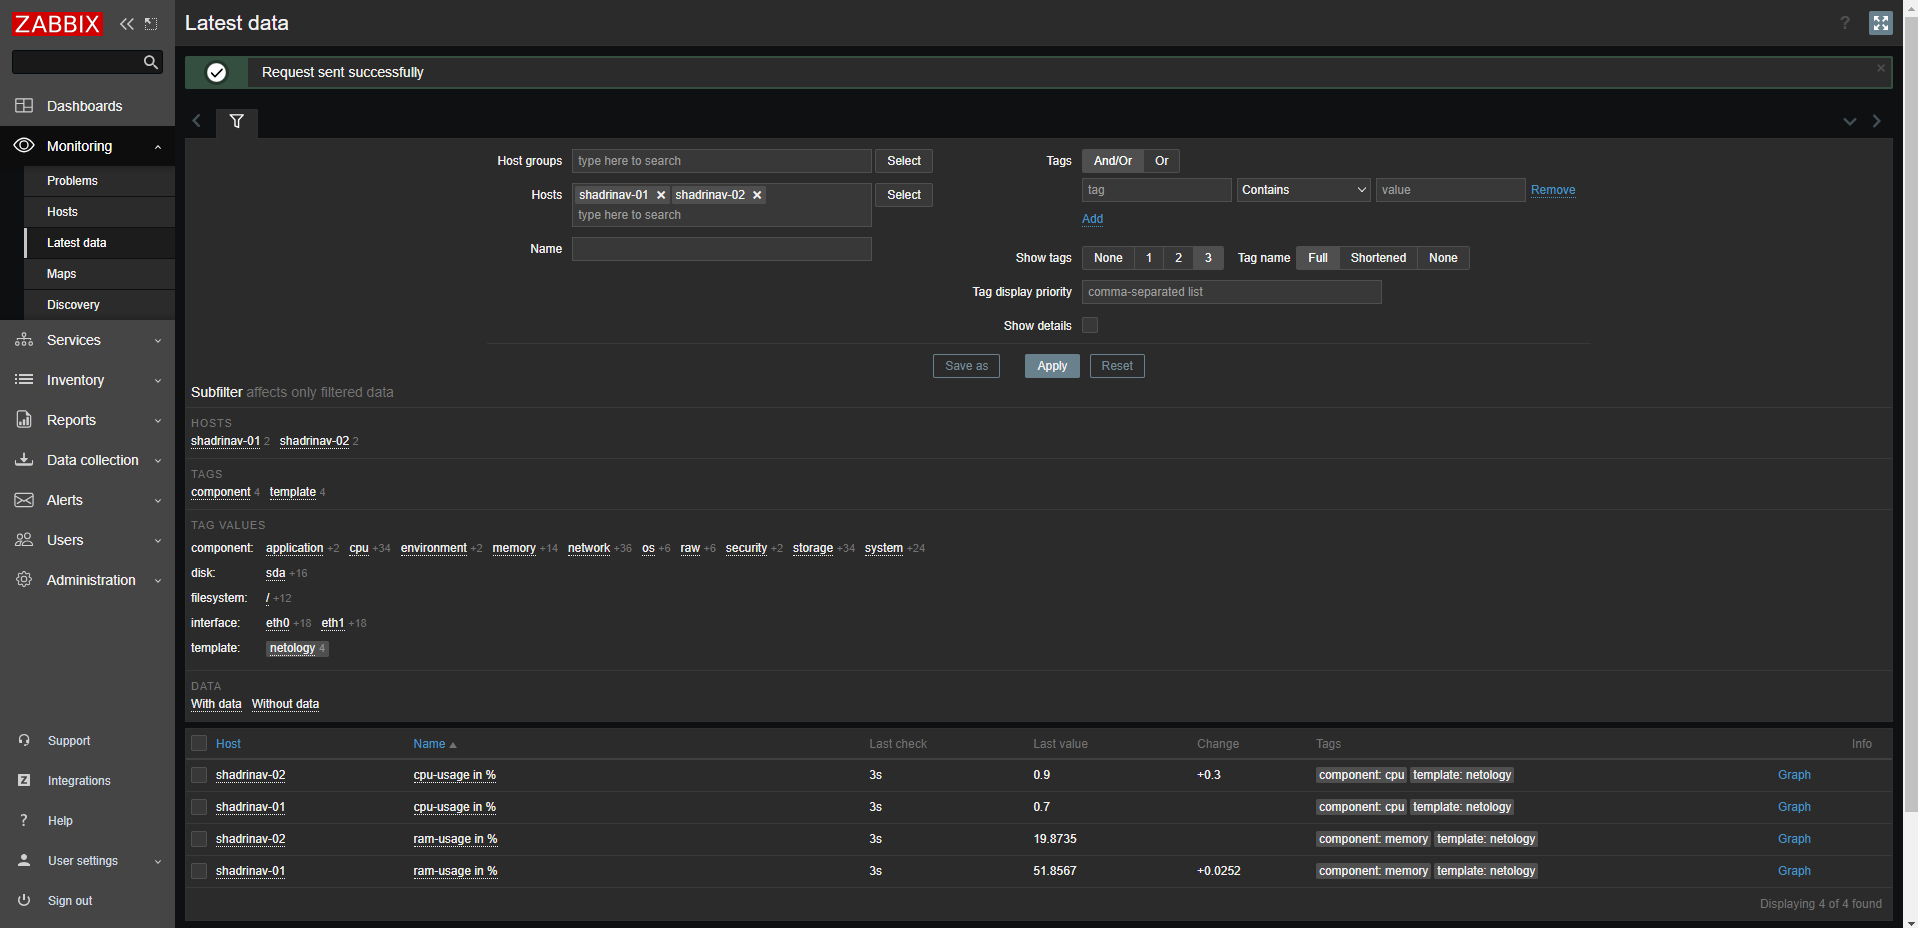 ZABBIX
Latest data
?
Request sent successfully
×
Dashboards
Monitoring
Problems
Hosts
Latest data
Maps
Discovery
Services
Inventory
Reports
Data collection
Alerts
Users
Administration
Support
Z Integrations
? Help
User settings
Sign out
Host groups type here to search Select
Hosts shadrinav-01 × shadrinav-02 × Select
type here to search
Name
Tags And/Or Or
tag Contains value Remove
Add
Show tags None 1 2 3 Tag name Full Shortened None
Tag display priority comma-separated list
Show details
Save as Apply Reset
Subfilter affects only filtered data
HOSTS
shadrinav-01 2 shadrinav-02 2
TAGS
component 4 template 4
TAG VALUES
component: application +2 cpu +34 environment +2 memory +14 network +36 os +6 raw +6 security +2 storage +34 system +24
disk: sda +16
filesystem: / +12
interface: eth0 +18 eth1 +18
template: netology 4
DATA
With data Without data
Host Name Last check Last value Change Tags Info
shadrinav-02 cpu-usage in % 3s 0.9 +0.3 component: cpu template: netology Graph
shadrinav-01 cpu-usage in % 3s 0.7 component: cpu template: netology Graph
shadrinav-02 ram-usage in % 3s 19.8735 component: memory template: netology Graph
shadrinav-01 ram-usage in % 3s 51.8567 +0.0252 component: memory template: netology Graph
Displaying 4 of 4 found